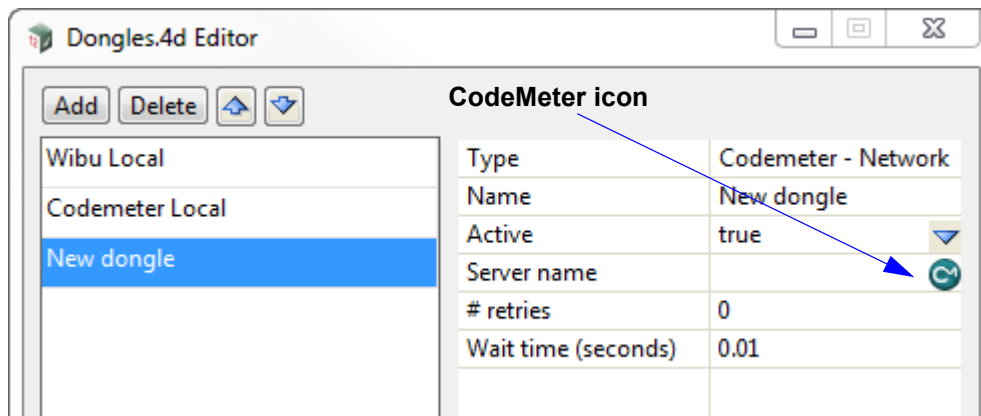 Dongles.4d Editor
Add Delete
CodeMeter icon
Wibu Local
Codemeter Local
New dongle
Type Codemeter - Network
Name New dongle
Active true
Server name
# retries 0
Wait time (seconds) 0.01